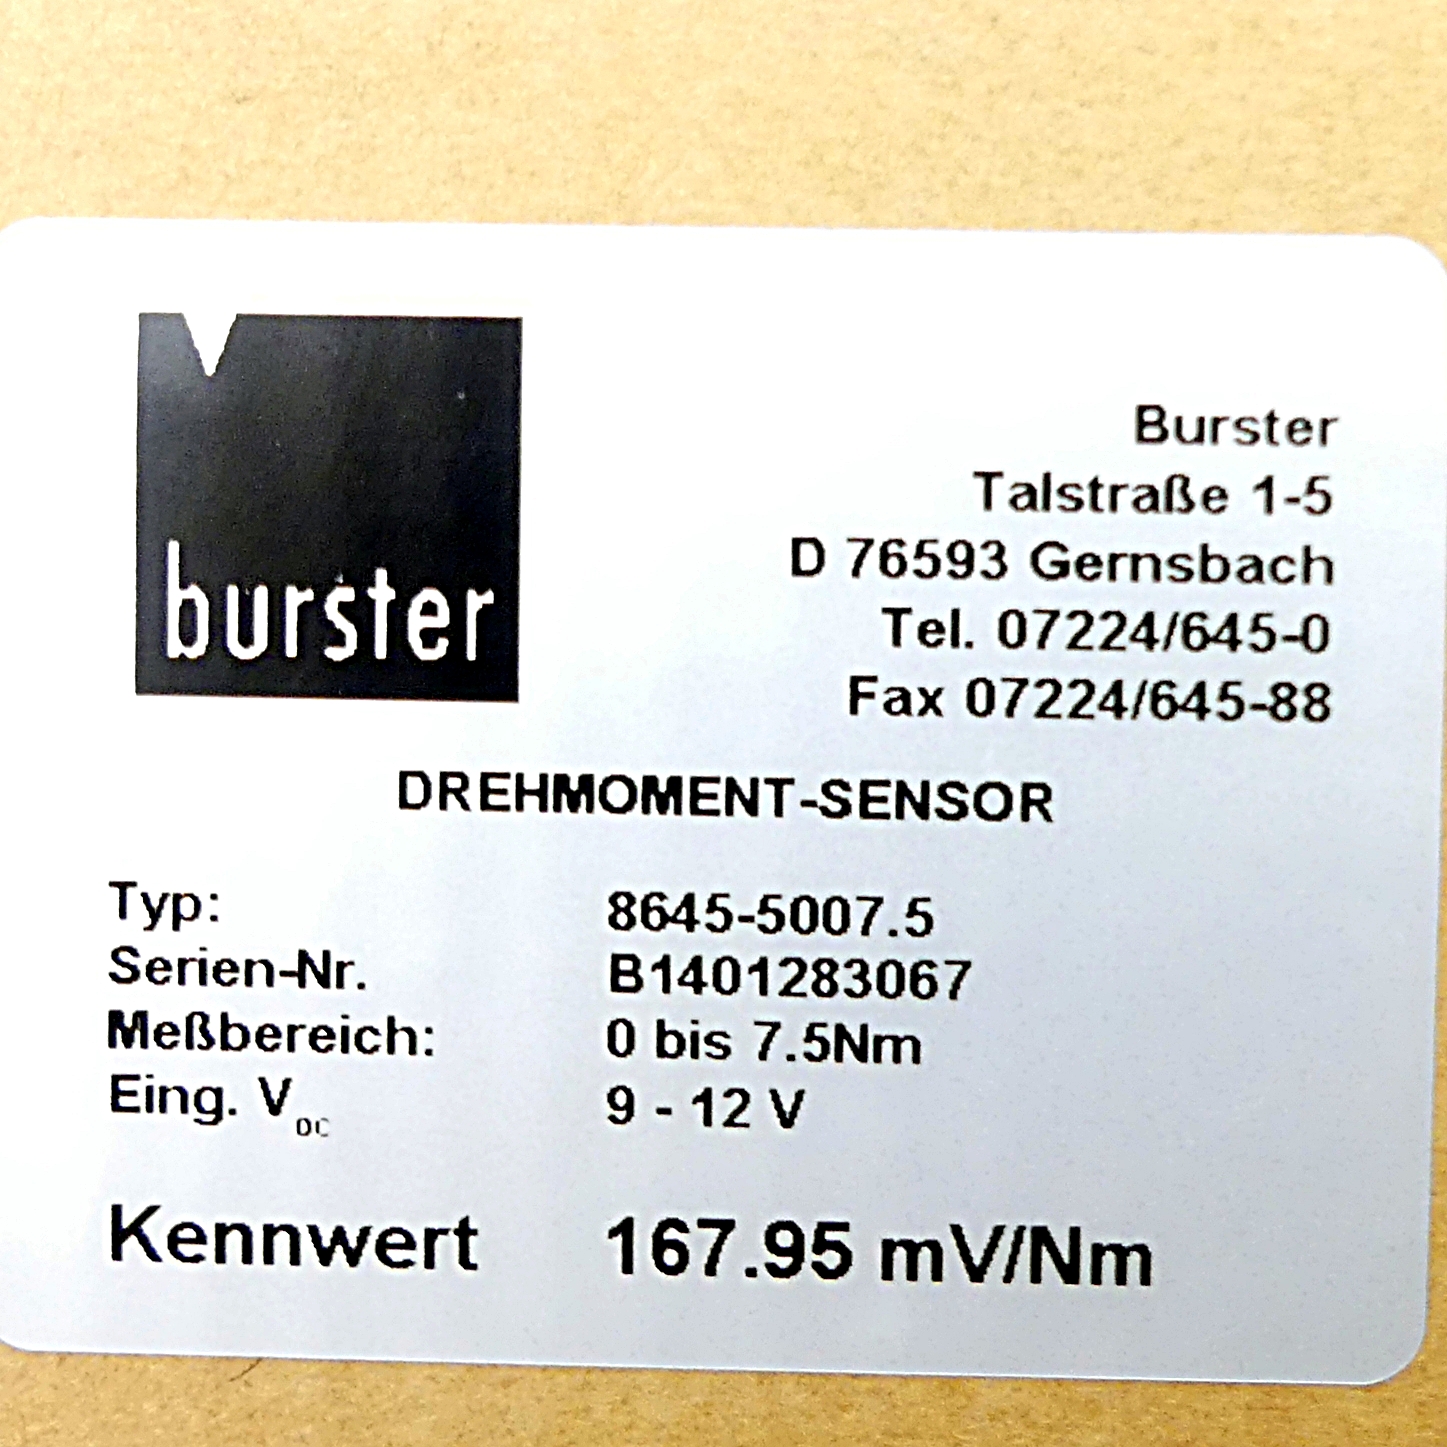 burster
Burster
Talstraße 1-5
D 76593 Gernsbach
Tel. 07224/645-0
Fax 07224/645-88
DREHMOMENT-SENSOR
Typ: 8645-5007.5
Serien-Nr. B1401283067
Meßbereich: 0 bis 7.5Nm
Eing. V DC 9 - 12 V
Kennwert 167.95 mV/Nm